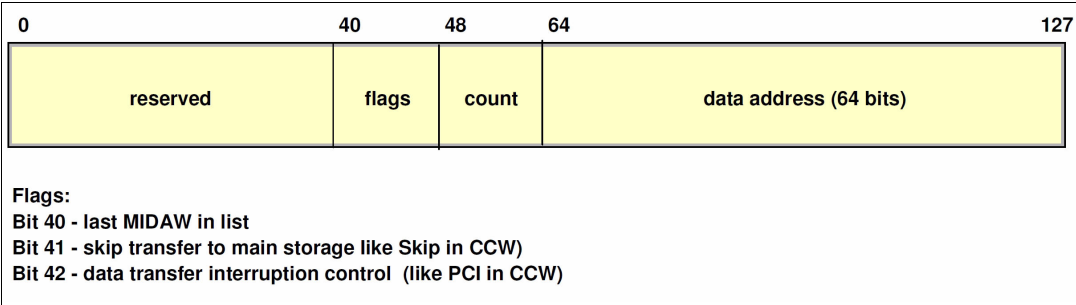 0 40 48 64 127
reserved flags count data address (64 bits)
Flags:
Bit 40 - last MIDAW in list
Bit 41 - skip transfer to main storage like Skip in CCW)
Bit 42 - data transfer interruption control (like PCI in CCW)